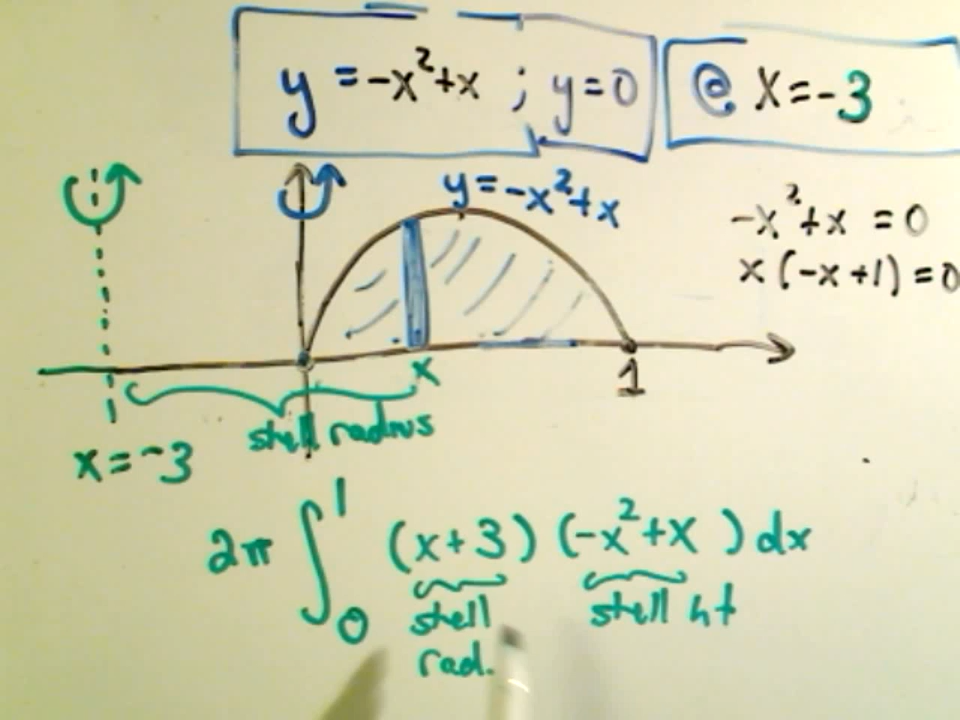 y = -x²+x ; y=0 @ x=-3
y = -x²+x
-x²+x = 0
x(-x+1)=0
x
1
shell radius
x=-3
2π ∫₀¹ (x+3) (-x²+x) dx
shell shell ht
rad.